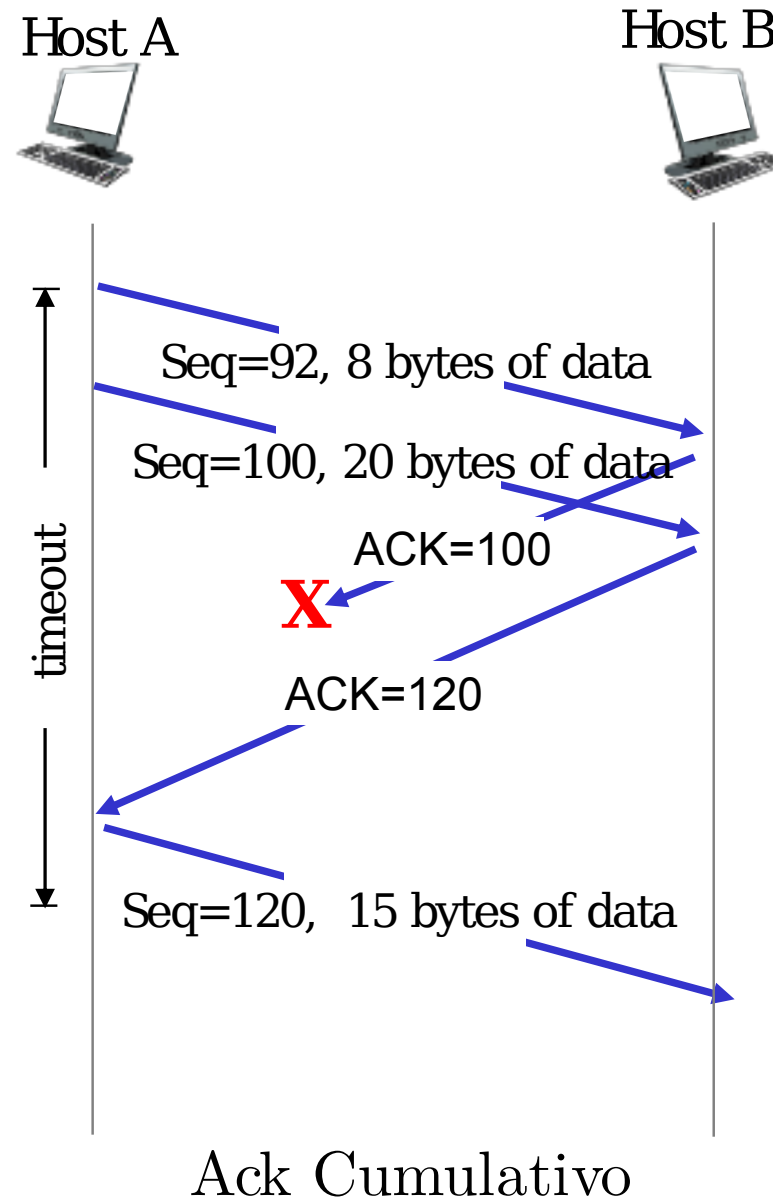 Host A
Host B
Seq=92, 8 bytes of data
Seq=100, 20 bytes of data
ACK=100
timeout
X
ACK=120
Seq=120, 15 bytes of data
Ack Cumulativo